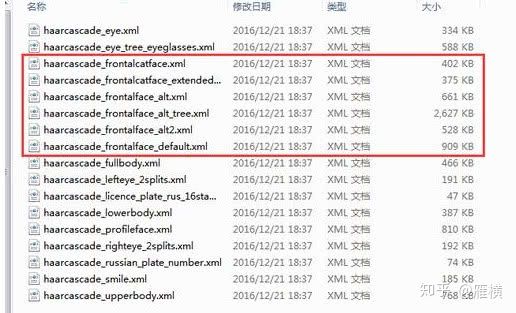 名称 修改日期 类型 大小
haarcascade_eye.xml 2016/12/21 18:37 XML 文档 334 KB
haarcascade_eye_tree_eyeglasses.xml 2016/12/21 18:37 XML 文档 588 KB
haarcascade_frontalcatface.xml 2016/12/21 18:37 XML 文档 402 KB
haarcascade_frontalcatface_extended... 2016/12/21 18:37 XML 文档 375 KB
haarcascade_frontalface_alt.xml 2016/12/21 18:37 XML 文档 661 KB
haarcascade_frontalface_alt_tree.xml 2016/12/21 18:37 XML 文档 2,627 KB
haarcascade_frontalface_alt2.xml 2016/12/21 18:37 XML 文档 528 KB
haarcascade_frontalface_default.xml 2016/12/21 18:37 XML 文档 909 KB
haarcascade_fullbody.xml 2016/12/21 18:37 XML 文档 466 KB
haarcascade_lefteye_2splits.xml 2016/12/21 18:37 XML 文档 191 KB
haarcascade_licence_plate_rus_16sta... 2016/12/21 18:37 XML 文档 47 KB
haarcascade_lowerbody.xml 2016/12/21 18:37 XML 文档 387 KB
haarcascade_profileface.xml 2016/12/21 18:37 XML 文档 810 KB
haarcascade_righteye_2splits.xml 2016/12/21 18:37 XML 文档 192 KB
haarcascade_russian_plate_number.xml 2016/12/21 18:37 XML 文档 74 KB
haarcascade_smile.xml 2016/12/21 18:37 XML 文档 185 KB
haarcascade_upperbody.xml 2016/12/21 18:37 XML 文档 768 KB
知乎 @雁横